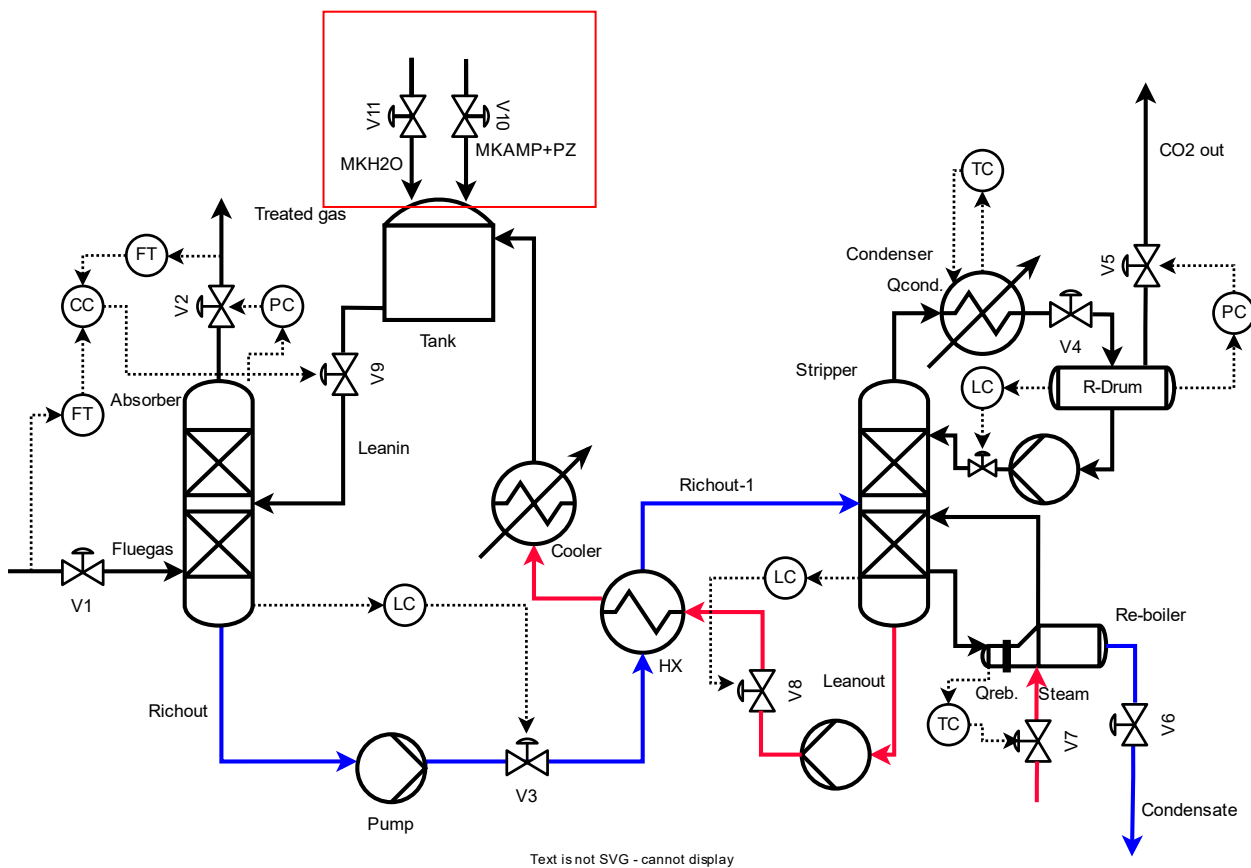 V11
V10
MKH2O
MKAMP+PZ
CO2 out
TC
Treated gas
FT
Condenser
Qcond.
V5
CC
V2
PC
PC
Tank
V4
V9
Stripper
LC
R-Drum
Absorber
FT
Leanin
Richout-1
Fluegas
Cooler
V1
LC
LC
Re-boiler
HX
Richout
V8
Leanout
Qreb.
Steam
TC
V7
V6
V3
Pump
Condensate
Text is not SVG - cannot display